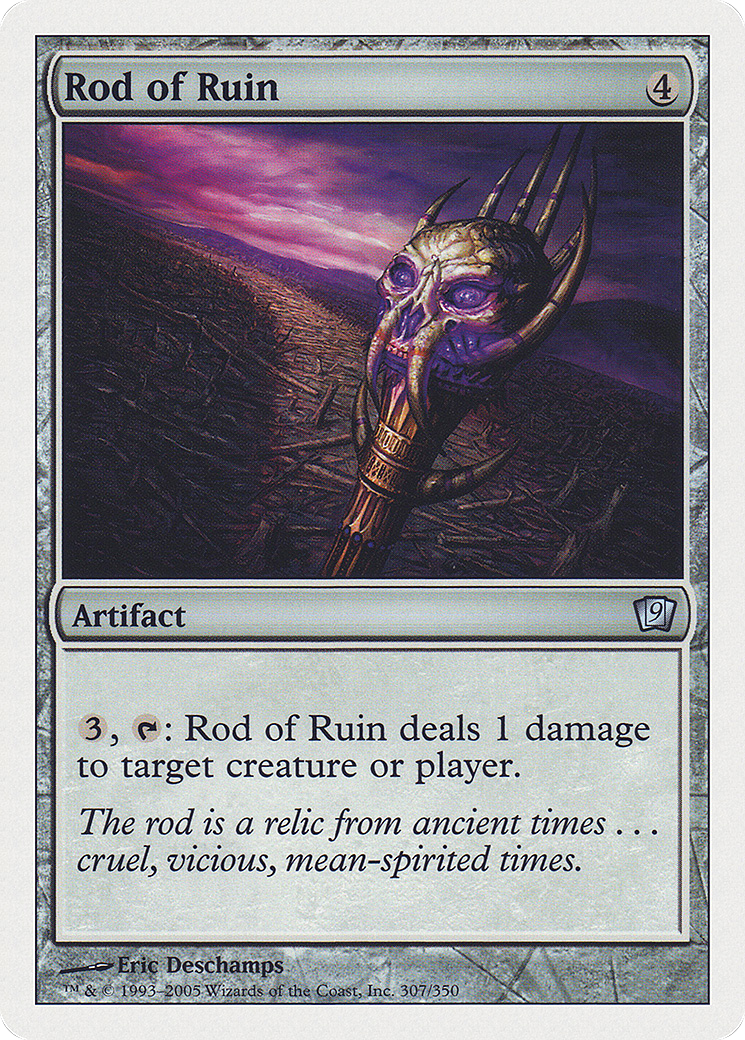 Rod of Ruin 4
Artifact 9
3, : Rod of Ruin deals 1 damage
to target creature or player.
The rod is a relic from ancient times . . .
cruel, vicious, mean-spirited times.
Eric Deschamps
™ & © 1993–2005 Wizards of the Coast, Inc. 307/350